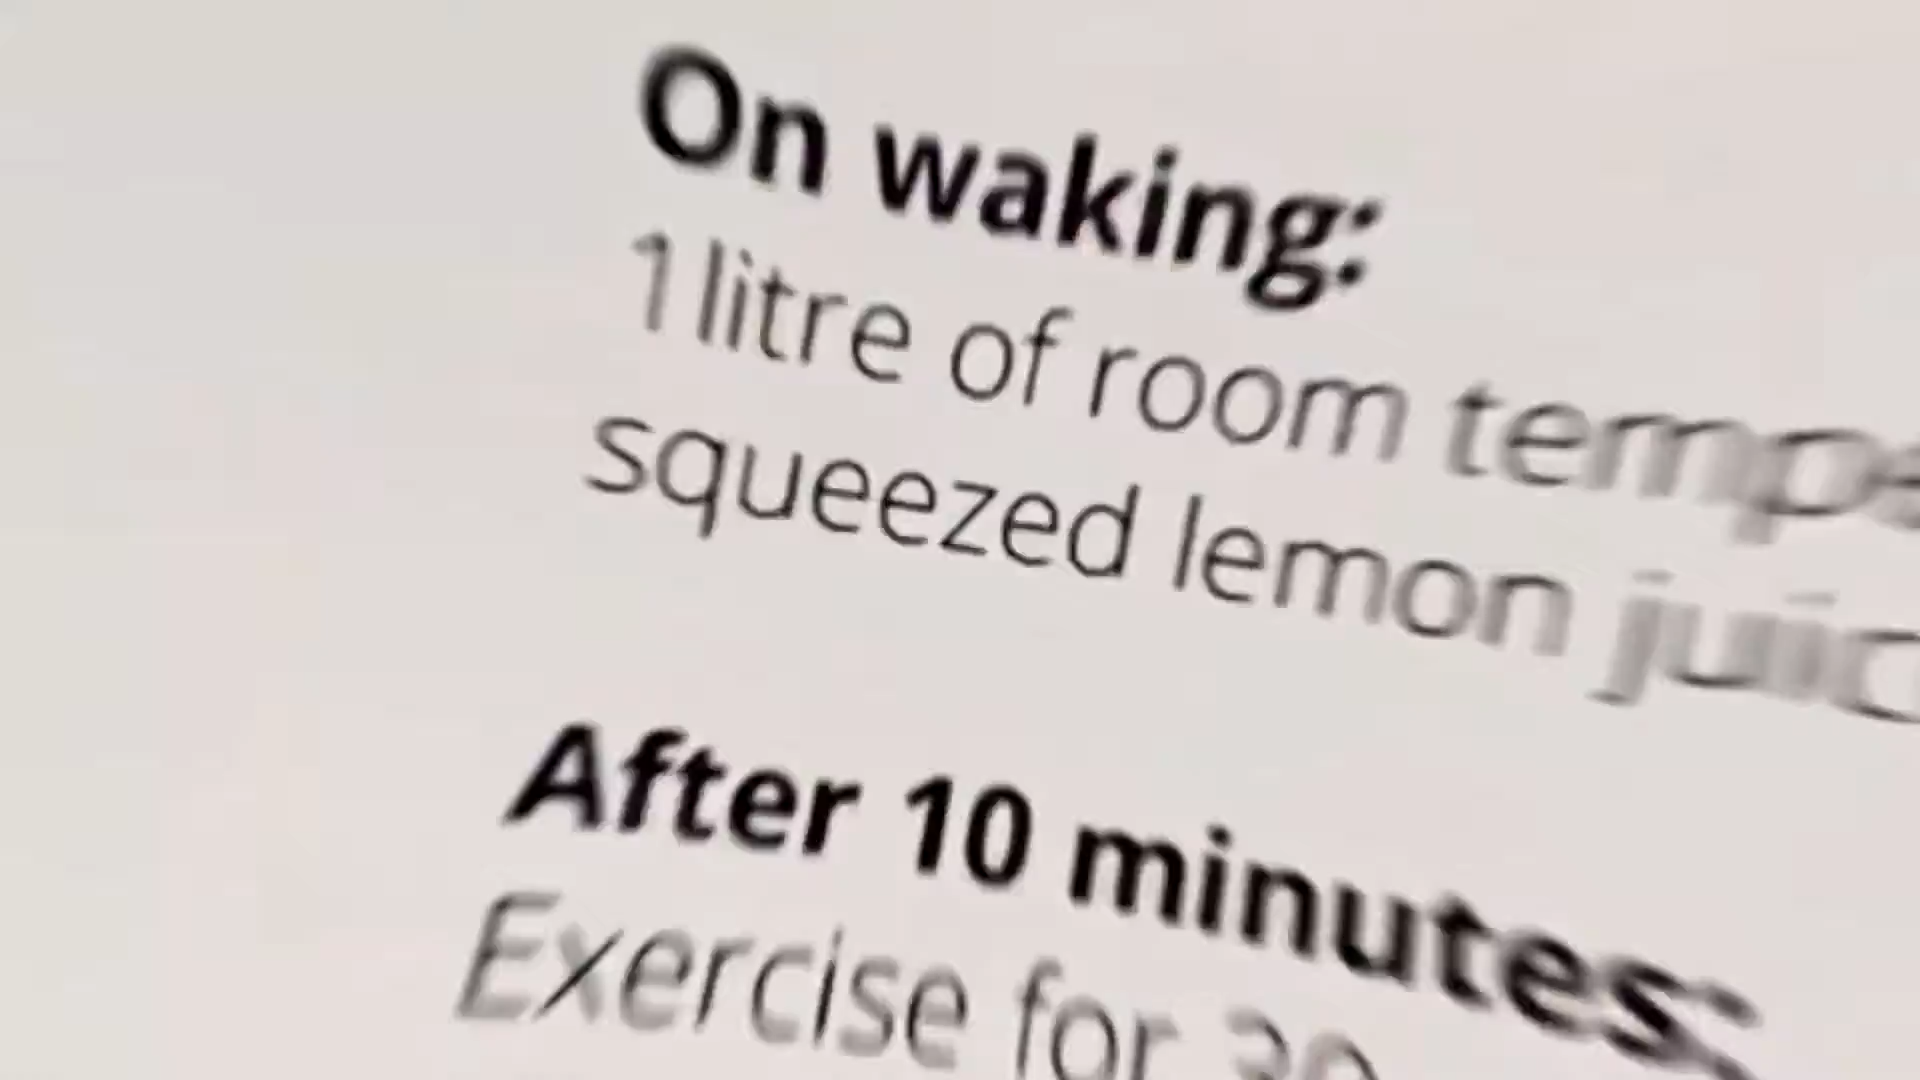 On waking:
1 litre of room
squeezed lemon
After 10 minutes:
Exercise for